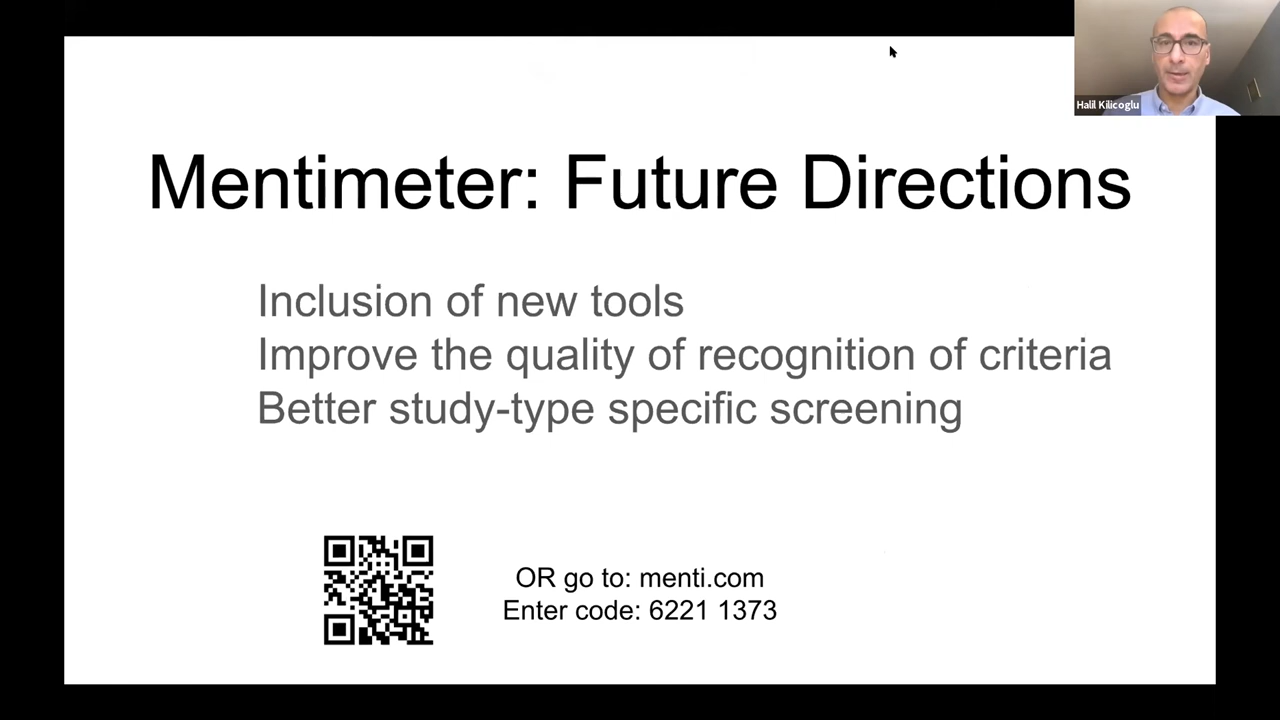 Halil Kilicoglu
Mentimeter: Future Directions
Inclusion of new tools
Improve the quality of recognition of criteria
Better study-type specific screening
OR go to: menti.com
Enter code: 6221 1373